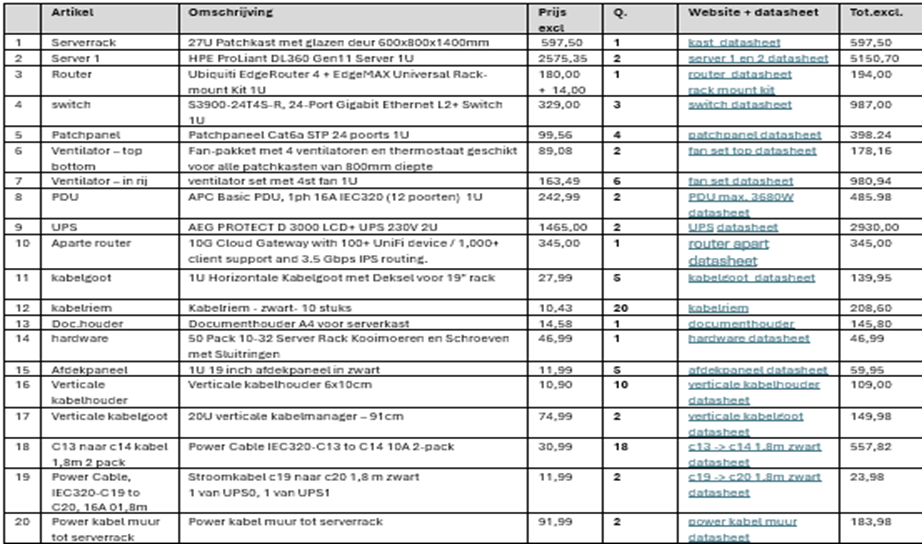 Artikel Omschrijving Prijs excl Q. Website + datasheet Tot.excl.
1 Serverrack 27U Patchkast met glazen deur 600x800x1400mm 597,50 1 kast datasheet 597,50
2 Server 1 HPE ProLiant DL360 Gen11 Server 1U 2575,35 2 server 1 en 2 datasheet 5150,70
3 Router Ubiquiti EdgeRouter 4 + EdgeMAX Universal Rack- 180,00 1 router datasheet 194,00
mount Kit 1U + 14,00 rack mount kit
4 switch S3900-24T4S-R, 24-Port Gigabit Ethernet L2+ Switch 329,00 3 switch datasheet 987,00
1U
5 Patchpanel Patchpaneel Cat6a STP 24 poorts 1U 99,56 4 patchpanel datasheet 398.24
6 Ventilator – top Fan-pakket met 4 ventilatoren en thermostaat geschikt 89,08 2 fan set top datasheet 178,16
bottom voor alle patchkasten van 800mm diepte
7 Ventilator – in rij ventilator set met 4st fan 1U 163,49 6 fan set datasheet 980,94
8 PDU APC Basic PDU, 1ph 16A IEC320 (12 poorten) 1U 242,99 2 PDU max. 3680W 485.98
datasheet
9 UPS AEG PROTECT D 3000 LCD+ UPS 230V 2U 1465,00 2 UPS datasheet 2930,00
10 Aparte router 10G Cloud Gateway with 100+ UniFi device / 1,000+ 345,00 1 router apart 345,00
client support and 3.5 Gbps IPS routing. datasheet
11 kabelgoot 1U Horizontale Kabelgoot met Deksel voor 19" rack 27,99 5 kabelgoot datasheet 139,95
12 kabelriem Kabelriem - zwart- 10 stuks 10,43 20 kabelriem 208,60
13 Doc.houder Documenthouder A4 voor serverkast 14,58 1 documenthouder 145,80
14 hardware 50 Pack 10-32 Server Rack Kooimoeren en Schroeven 46,99 1 hardware datasheet 46,99
met Sluitringen
15 Afdekpaneel 1U 19 inch afdekpaneel in zwart 11,99 5 afdekpaneel datasheet 59,95
16 Verticale Verticale kabelhouder 6x10cm 10,90 10 verticale kabelhouder 109,00
kabelhouder datasheet
17 Verticale kabelgoot 20U verticale kabelmanager – 91cm 74,99 2 verticale kabelgoot 149,98
datasheet
18 C13 naar c14 kabel Power Cable IEC320-C13 to C14 10A 2-pack 30,99 18 c13 -> c14 1.8m zwart 557,82
1,8m 2 pack datasheet
19 Power Cable, Stroomkabel c19 naar c20 1,8 m zwart 11,99 2 c19 -> c20 1.8m zwart 23,98
IEC320-C19 to 1 van UPS0, 1 van UPS1 datasheet
C20, 16A 01,8m
20 Power kabel muur Power kabel muur tot serverrack 91,99 2 power kabel muur 183,98
tot serverrack datasheet